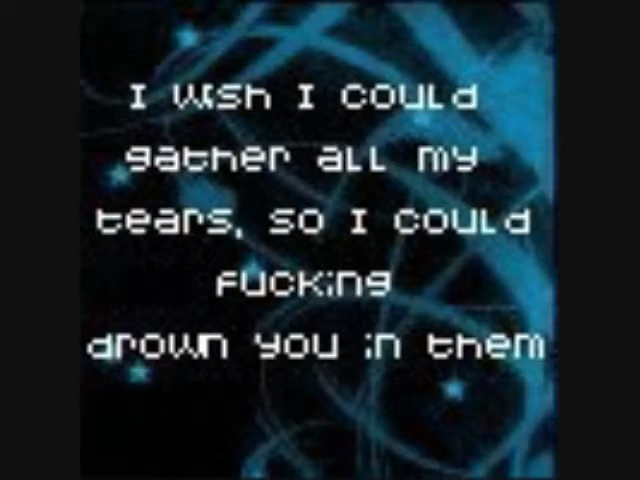 I wish I could
gather all my
tears, so I could
fucking
drown you in them